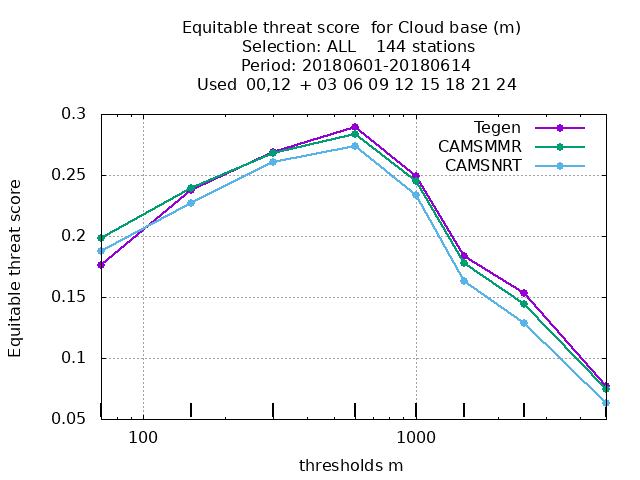 Equitable threat score  for Cloud base (m)
Selection: ALL    144 stations
Period: 20180601-20180614
Used  00,12  + 03 06 09 12 15 18 21 24
Tegen
CAMSMMR
CAMSNRT
Equitable threat score
0.3
0.25
0.2
0.15
0.1
0.05
100
1000
thresholds m